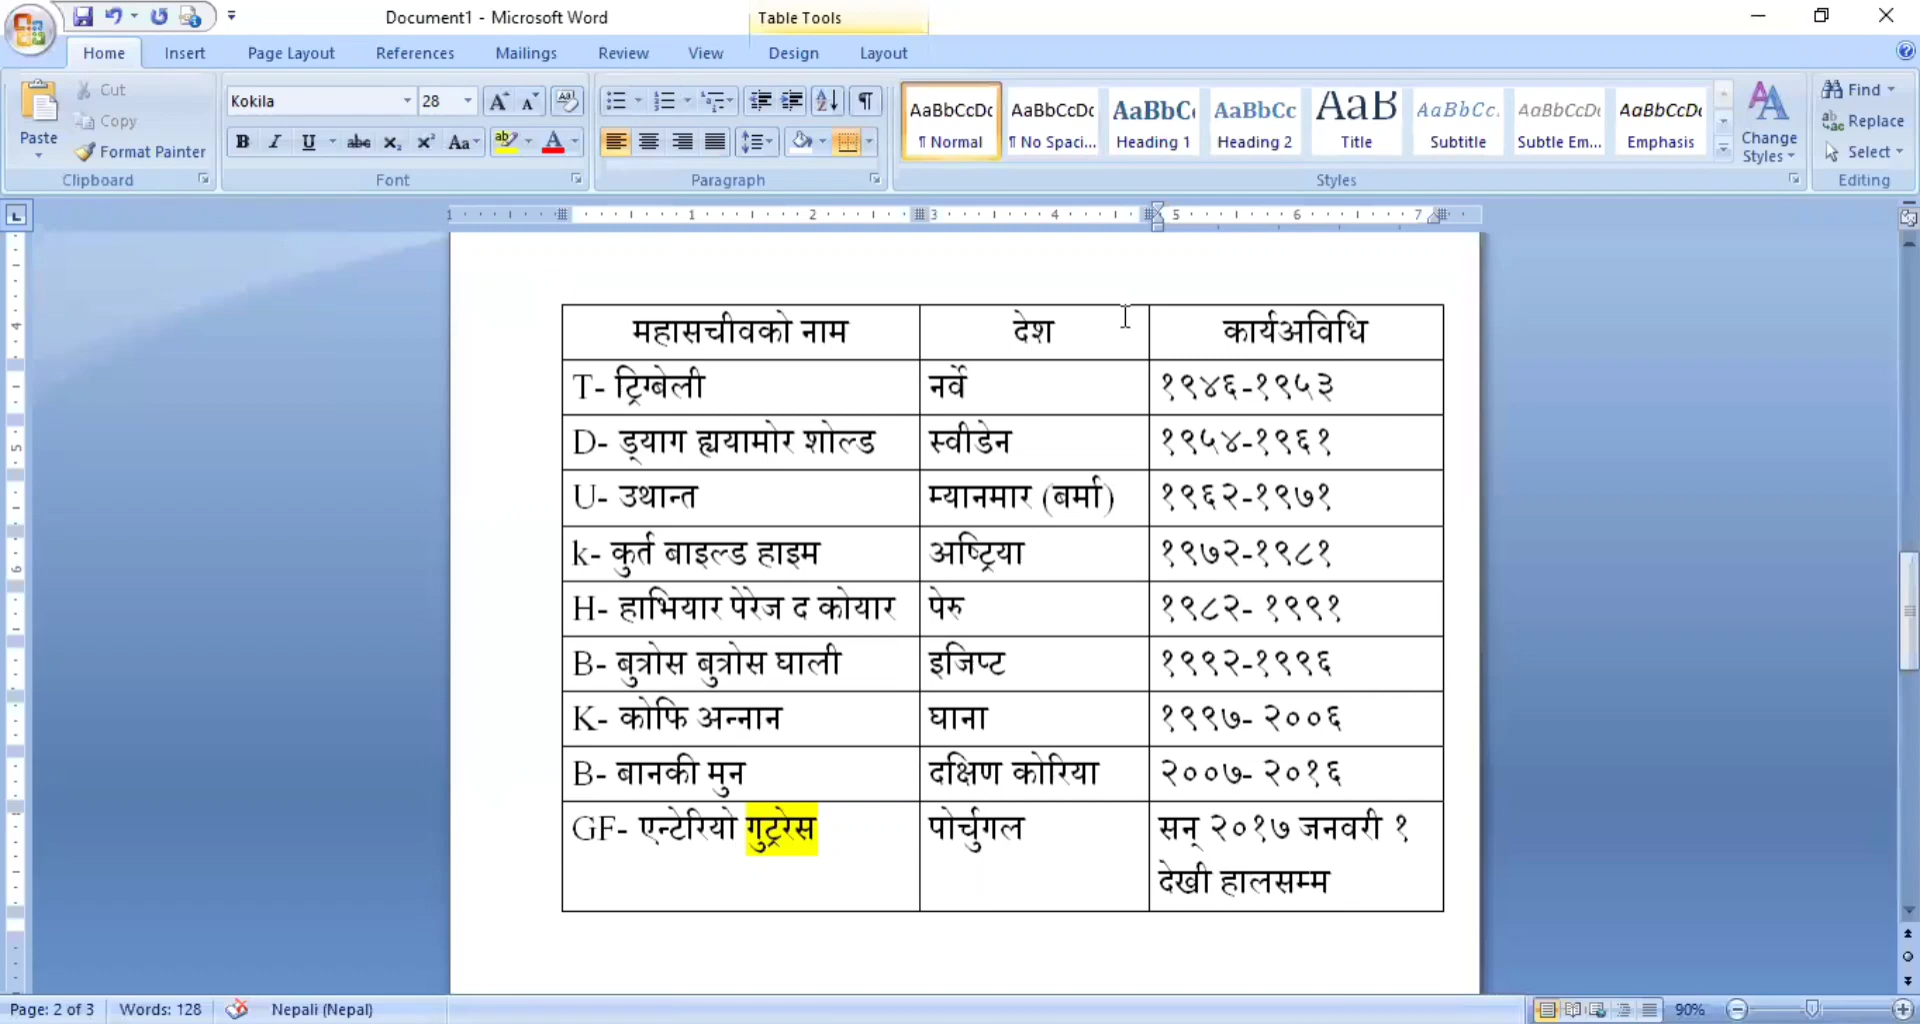 Document1 - Microsoft Word
Table Tools
Home Insert Page Layout References Mailings Review View Design Layout
Paste
Cut
Copy
Format Painter
Clipboard
Kokila 28
Font
Paragraph
AaBbCcDc AaBbCcDc AaBbC AaBbCc AaB AaBbCc. AaBbCcDi AaBbCcDc
¶ Normal ¶ No Spaci... Heading 1 Heading 2 Title Subtitle Subtle Em... Emphasis
Change Styles
Styles
Find
Replace
Select
Editing
महासचीवको नाम देश कार्यअविधि
T- ट्रिग्बेली नर्वे १९४६-१९५३
D- ड्याग ह्ययामोर शोल्ड स्वीडेन १९५४-१९६१
U- उथान्त म्यानमार (बर्मा) १९६२-१९७१
k- कुर्त बाइल्ड हाइम अष्ट्रिया १९७२-१९८१
H- हाभियार पेरेज द कोयार पेरु १९८२- १९९१
B- बुत्रोस बुत्रोस घाली इजिप्ट १९९२-१९९६
K- कोफि अन्नान घाना १९९७- २००६
B- बानकी मुन दक्षिण कोरिया २००७- २०१६
GF- एन्टेरियो गुट्रेस पोर्चुगल सन् २०१७ जनवरी १
देखी हालसम्म
Page: 2 of 3 Words: 128 Nepali (Nepal) 90%